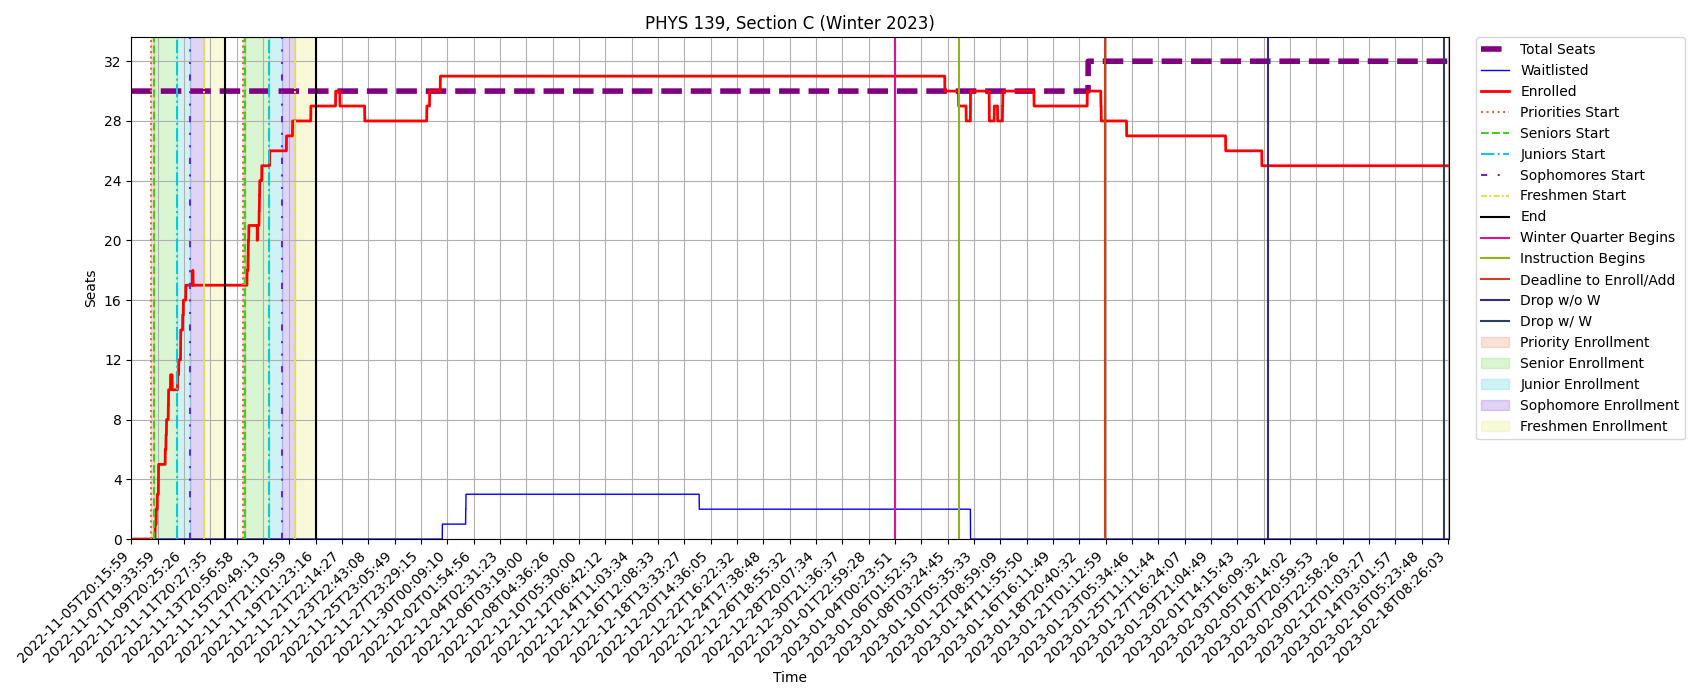 PHYS 139, Section C (Winter 2023)
Seats
32
28
24
20
16
12
8
4
0
2022-11-05T20:15:59
2022-11-07T19:33:59
2022-11-09T20:25:26
2022-11-11T20:27:35
2022-11-13T20:56:58
2022-11-15T20:49:13
2022-11-17T21:10:59
2022-11-19T21:23:16
2022-11-21T22:14:27
2022-11-23T22:43:08
2022-11-25T23:05:49
2022-11-27T23:29:15
2022-11-30T00:09:10
2022-12-02T01:54:56
2022-12-04T02:31:23
2022-12-06T03:19:00
2022-12-08T04:36:26
2022-12-10T05:30:00
2022-12-12T06:42:12
2022-12-14T11:03:34
2022-12-16T12:08:33
2022-12-18T13:33:27
2022-12-20T14:36:05
2022-12-22T16:22:32
2022-12-24T17:38:48
2022-12-26T18:55:32
2022-12-28T20:07:34
2022-12-30T21:36:37
2023-01-01T22:59:28
2023-01-04T00:23:51
2023-01-06T01:52:53
2023-01-08T03:24:45
2023-01-10T05:35:33
2023-01-12T08:59:09
2023-01-14T11:55:50
2023-01-16T16:11:49
2023-01-18T20:40:32
2023-01-21T01:12:59
2023-01-23T05:34:46
2023-01-25T11:11:44
2023-01-27T16:24:07
2023-01-29T21:04:49
2023-02-01T14:15:43
2023-02-03T16:09:32
2023-02-05T18:14:02
2023-02-07T20:59:53
2023-02-09T22:58:26
2023-02-12T01:03:27
2023-02-14T03:01:57
2023-02-16T05:23:48
2023-02-18T08:26:03
Time
Total Seats
Waitlisted
Enrolled
Priorities Start
Seniors Start
Juniors Start
Sophomores Start
Freshmen Start
End
Winter Quarter Begins
Instruction Begins
Deadline to Enroll/Add
Drop w/o W
Drop w/ W
Priority Enrollment
Senior Enrollment
Junior Enrollment
Sophomore Enrollment
Freshmen Enrollment